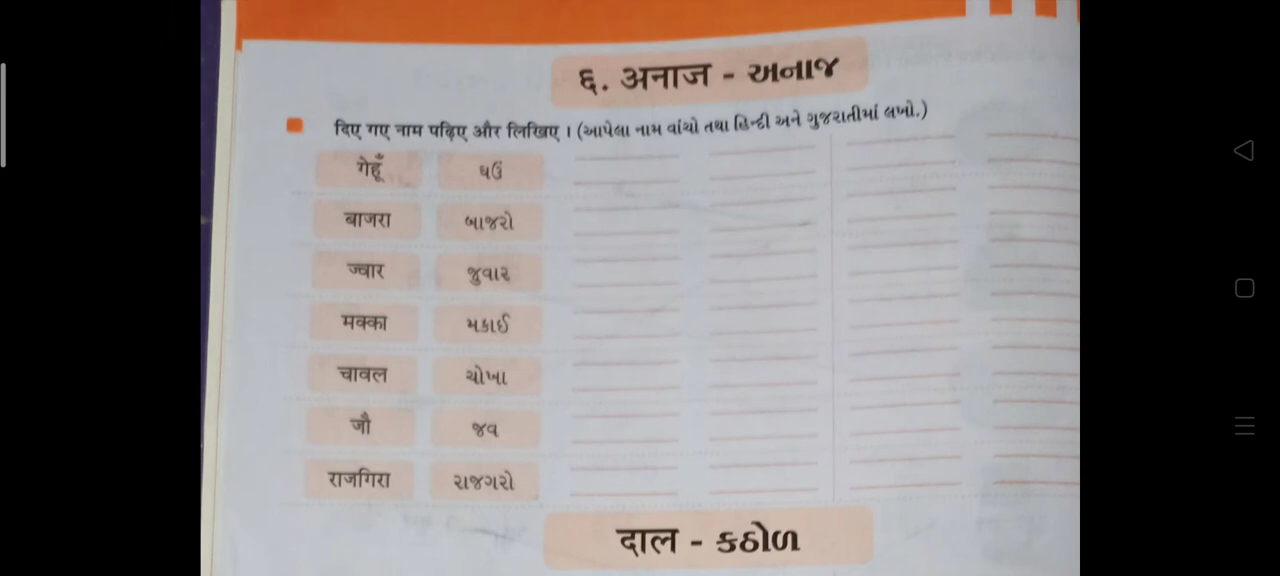 ६. अनाज - અનાજ
दिए गए नाम पढ़िए और लिखिए । (આપેલા નામ વાંચો તથા હિન્દી અને ગુજરાતીમાં લખો.)
गेहूँ ઘઉં
बाजरा બાજરો
ज्वार જુવાર
मक्का મકાઈ
चावल ચોખા
जौ જવ
राजगिरा રાજગરો
दाल - કઠોળ